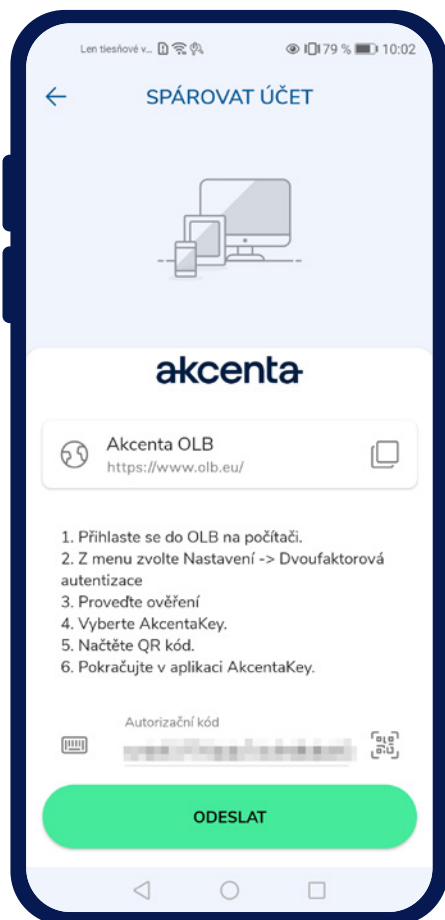 Len tiesňové v... 79 % 10:02
SPÁROVAT ÚČET
akcenta
Akcenta OLB
https://www.olb.eu/
1. Přihlaste se do OLB na počítači.
2. Z menu zvolte Nastavení -> Dvoufaktorová
autentizace
3. Proveďte ověření
4. Vyberte AkcentaKey.
5. Načtěte QR kód.
6. Pokračujte v aplikaci AkcentaKey.
Autorizační kód
ODESLAT